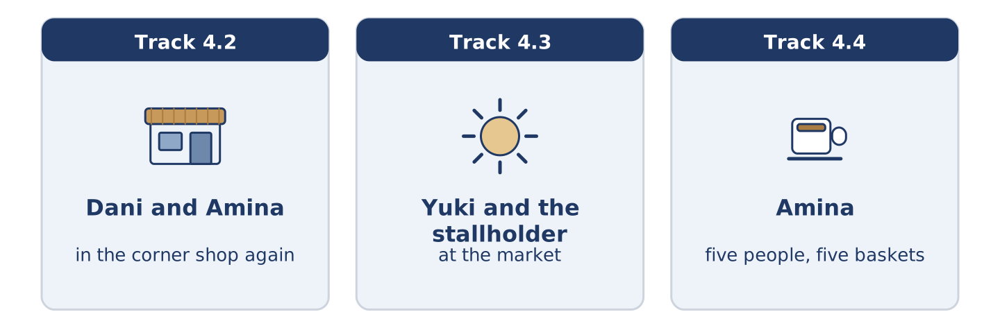 Track 4.2
Dani and Amina
in the corner shop again
Track 4.3
Yuki and the
stallholder
at the market
Track 4.4
Amina
five people, five baskets